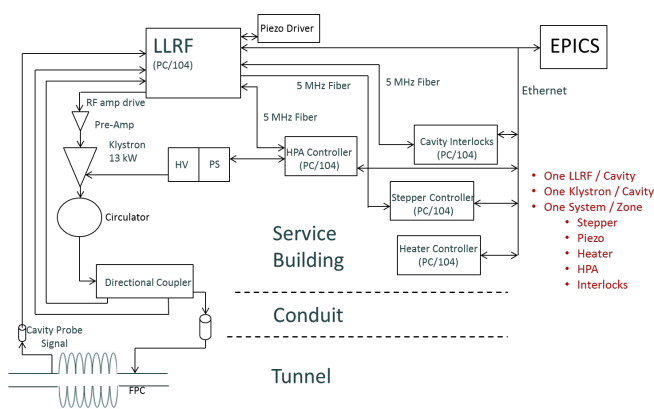 Piezo Driver
LLRF
(PC/104)
EPICS
5 MHz Fiber
5 MHz Fiber
Ethernet
RF amp drive
Pre-Amp
5 MHz Fiber
Klystron
13 kW
HV
PS
HPA Controller
(PC/104)
Cavity Interlocks
(PC/104)
• One LLRF / Cavity
• One Klystron / Cavity
• One System / Zone
• Stepper
• Piezo
• Heater
• HPA
• Interlocks
Stepper Controller
(PC/104)
Circulator
Service
Building
Heater Controller
(PC/104)
Directional Coupler
Conduit
Cavity Probe
Signal
Tunnel
FPC